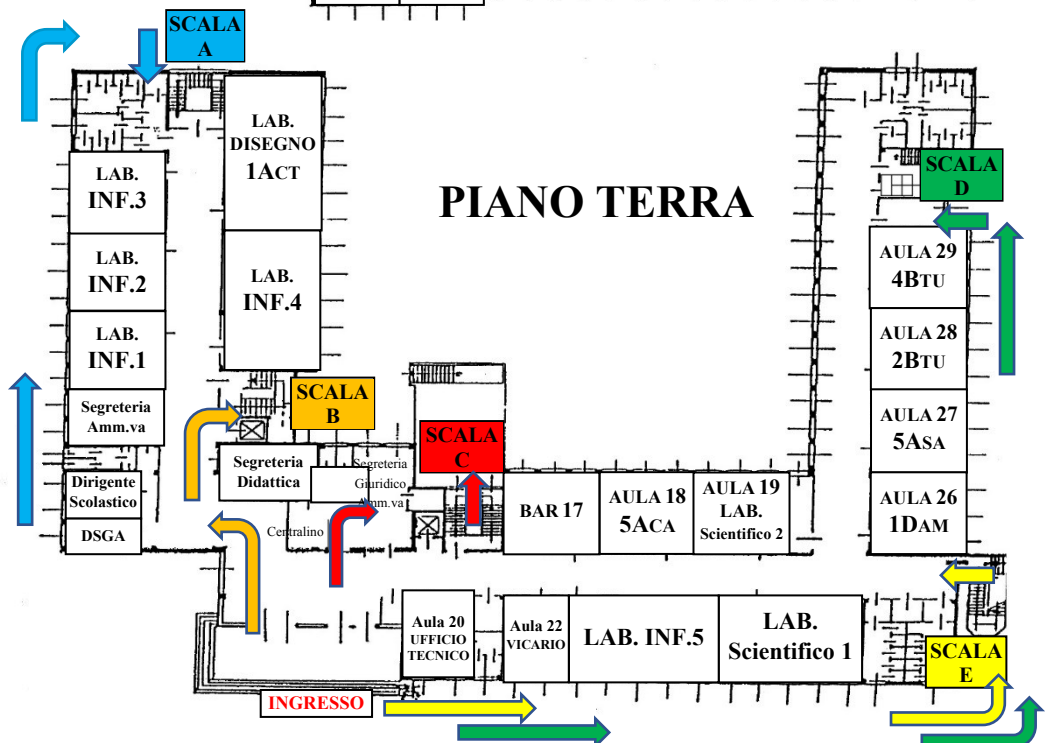 SCALA
A
LAB.
DISEGNO
1ACT
LAB.
INF.3
PIANO TERRA
SCALA
D
LAB.
INF.2
LAB.
INF.4
AULA 29
4BTU
LAB.
INF.1
AULA 28
2BTU
Segreteria
Amm.va
SCALA
B
SCALA
C
AULA 27
5ASA
Segreteria
Didattica
Segreteria
Giuridico
Amm.va
Dirigente
Scolastico
DSGA
Centralino
BAR 17
AULA 18
5ACA
AULA 19
LAB.
Scientifico 2
AULA 26
1DAM
Aula 20
UFFICIO
TECNICO
Aula 22
VICARIO
LAB. INF.5
LAB.
Scientifico 1
SCALA
E
INGRESSO